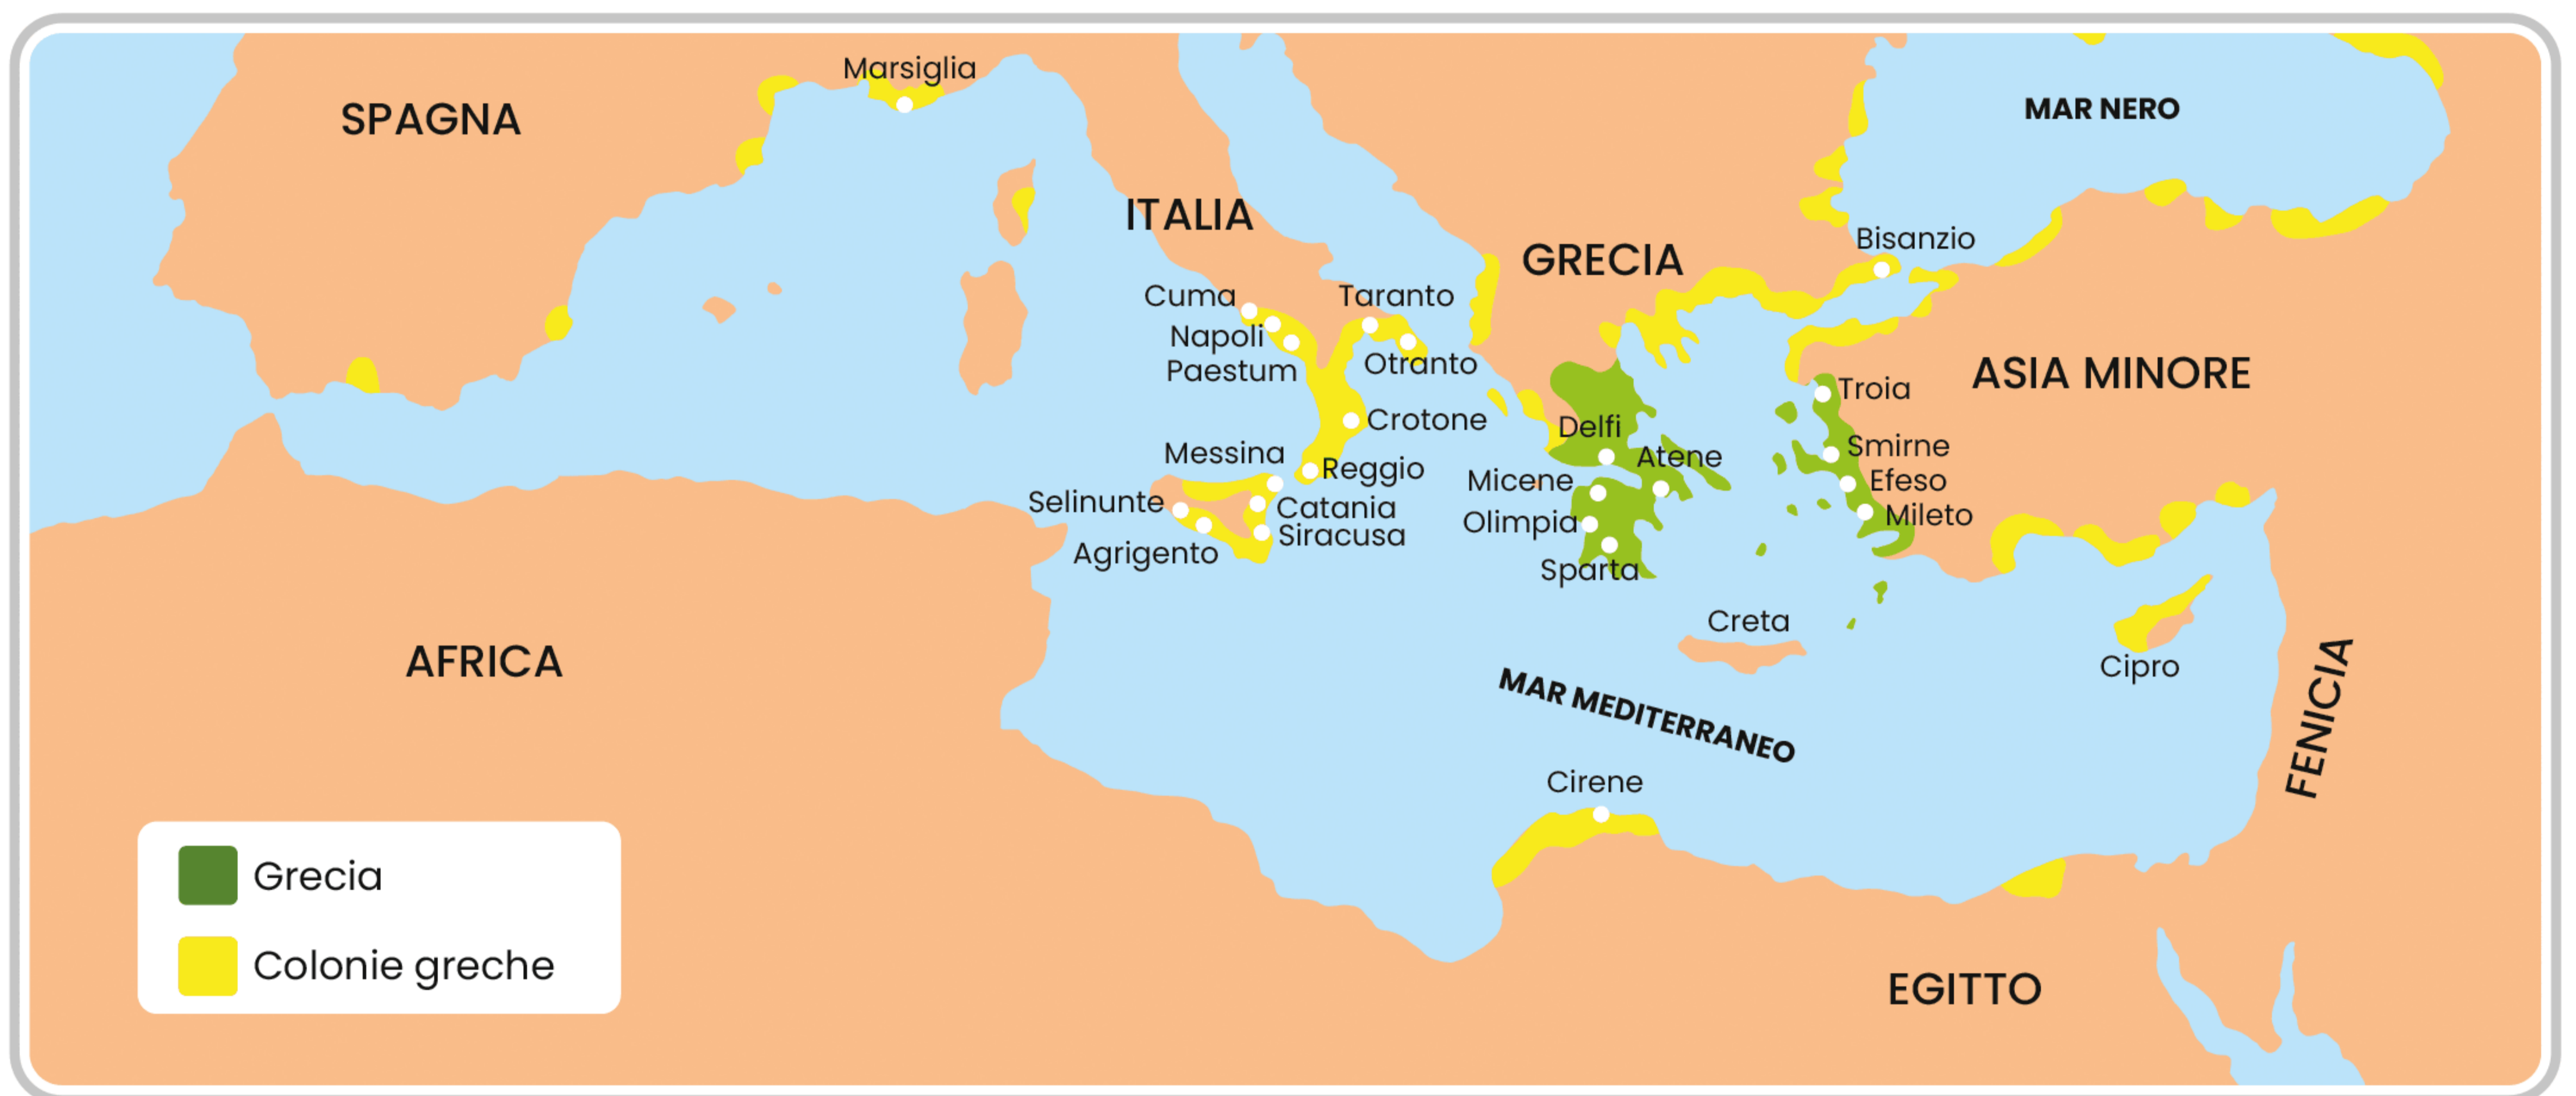 Marsiglia
SPAGNA
MAR NERO
ITALIA
Bisanzio
GRECIA
Cuma
Taranto
Napoli
Otranto
Paestum
ASIA MINORE
Troia
Crotone
Delfi
Smirne
Messina
Atene
Reggio
Micene
Efeso
Selinunte
Catania
Mileto
Olimpia
Siracusa
Agrigento
Sparta
Creta
AFRICA
Cipro
MAR MEDITERRANEO
FENICIA
Cirene
Grecia
Colonie greche
EGITTO